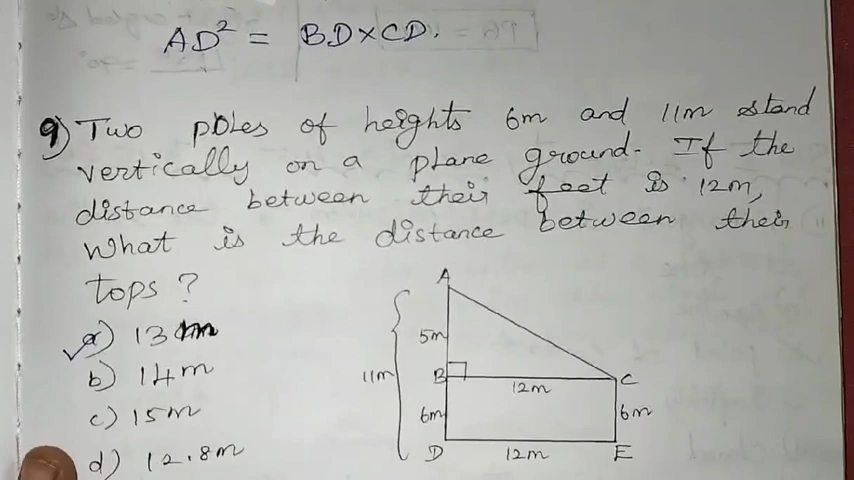 AD² = BD×CD.
9) Two poles of heights 6m and 11m stand
vertically on a plane ground. If the
distance between their feet is 12m,
What is the distance between their
tops?
a) 13m
b) 14m
c) 15m
d) 12.8m
A
5m
11m
B
12m
C
6m
6m
D
12m
E